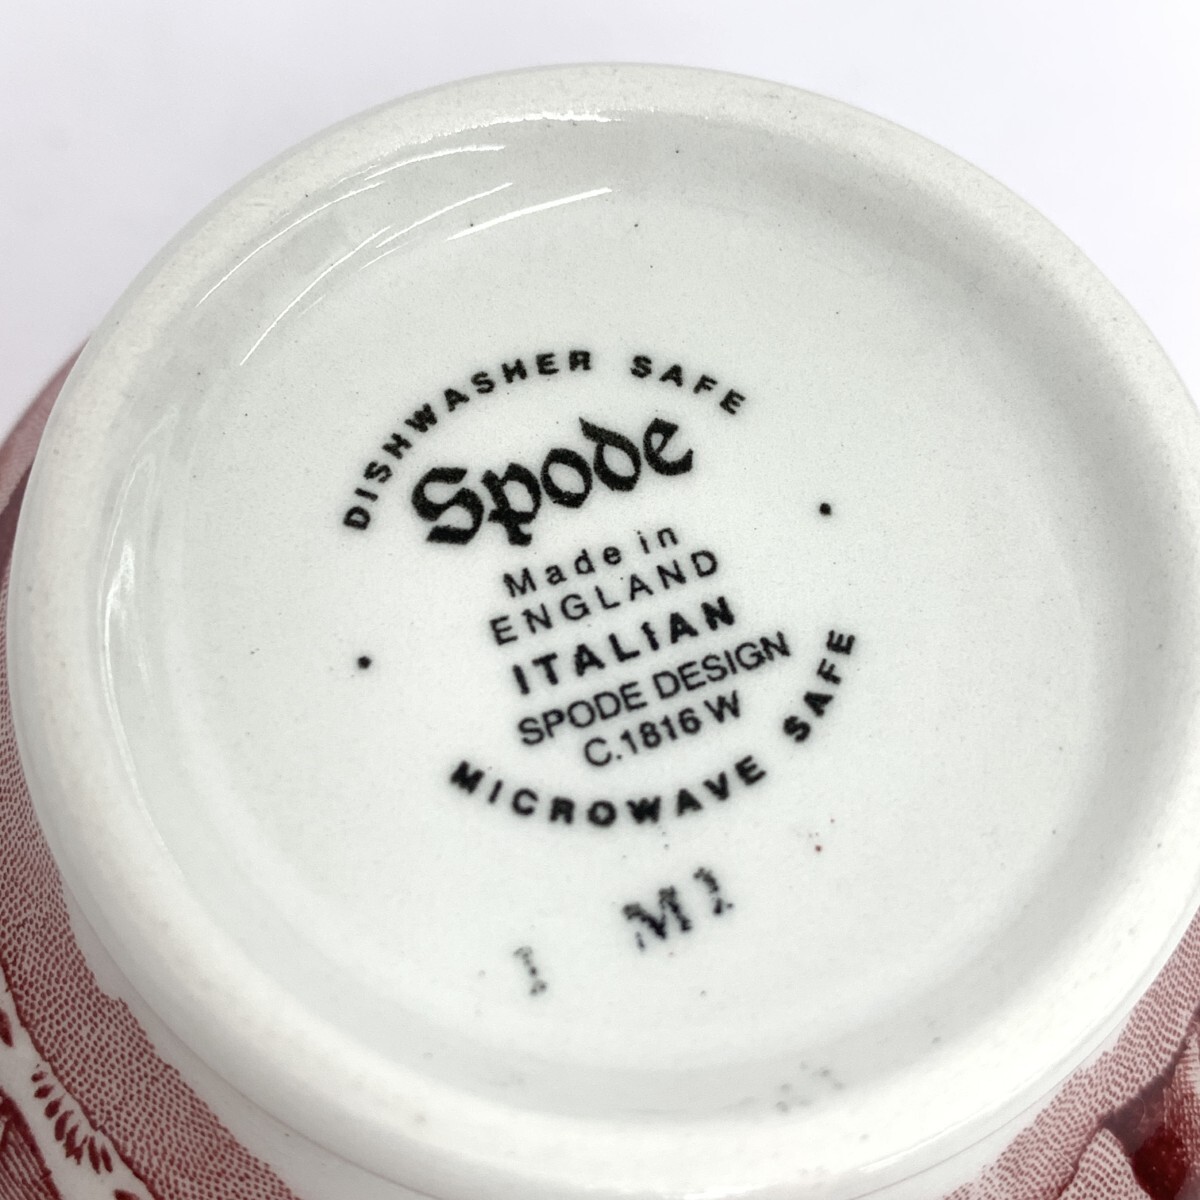 DISHWASHER SAFE
Spode
Made in
ENGLAND
ITALIAN
SPODE DESIGN
C.1816 W
MICROWAVE SAFE
I M1